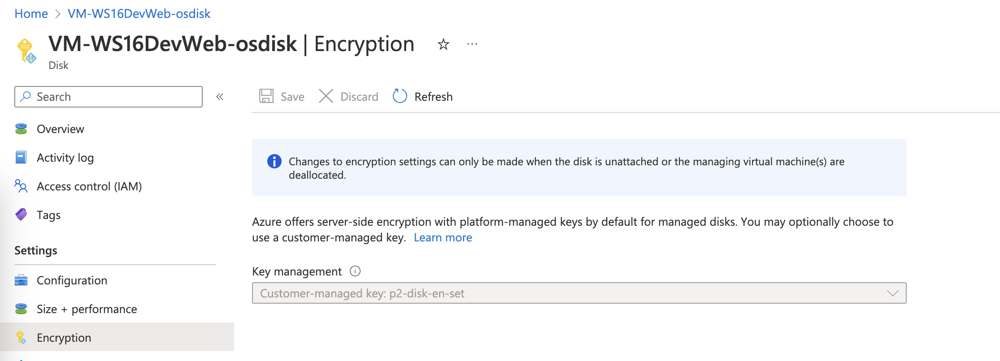 Home > VM-WS16DevWeb-osdisk
VM-WS16DevWeb-osdisk | Encryption
Disk
Search
«
Save
Discard
Refresh
Overview
Activity log
Access control (IAM)
Tags
Settings
Configuration
Size + performance
Encryption
Changes to encryption settings can only be made when the disk is unattached or the managing virtual machine(s) are
deallocated.
Azure offers server-side encryption with platform-managed keys by default for managed disks. You may optionally choose to
use a customer-managed key. Learn more
Key management
Customer-managed key: p2-disk-en-set